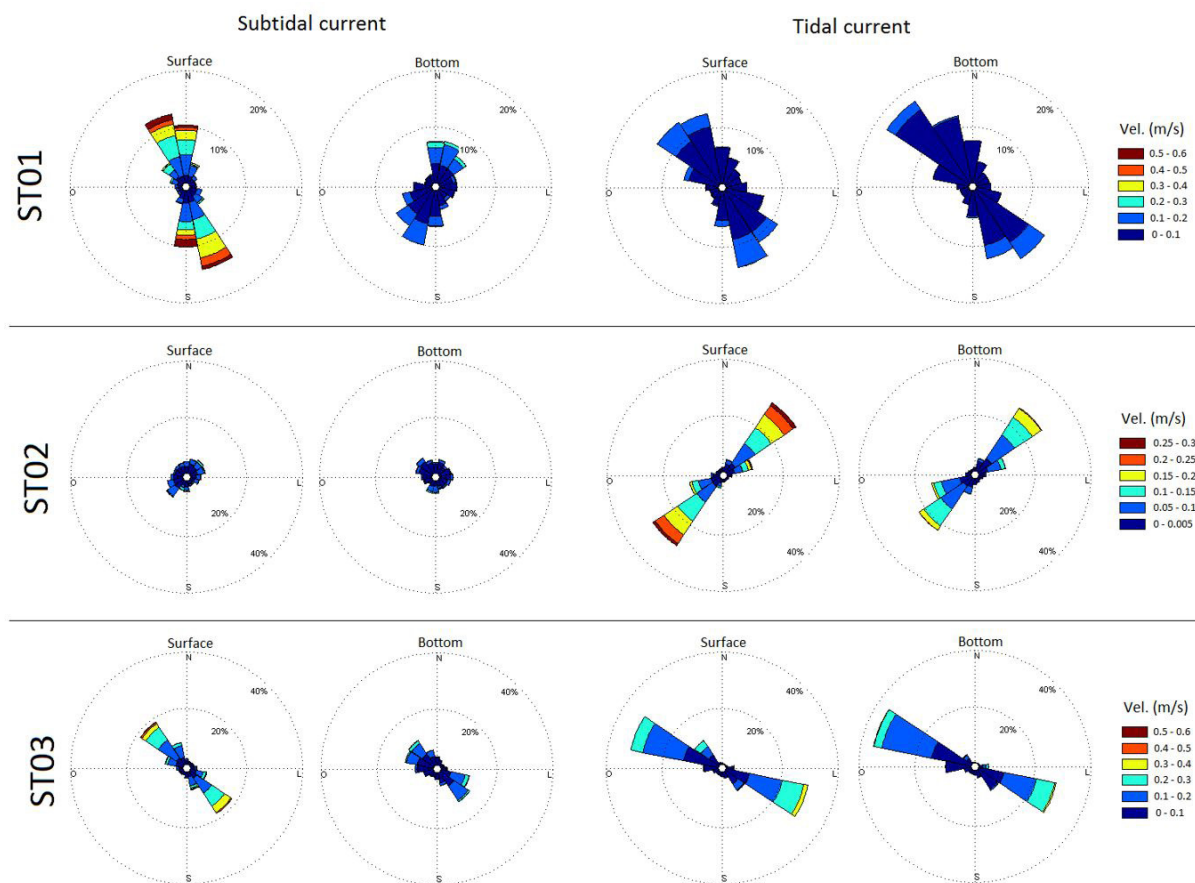 Subtidal current Tidal current
Surface Bottom Surface Bottom
ST01
N N N N
20% 20% 20% 20%
10% 10% 10% 10%
O L O L O L O L
S S S S
Vel. (m/s)
0.5 - 0.6
0.4 - 0.5
0.3 - 0.4
0.2 - 0.3
0.1 - 0.2
0 - 0.1
Surface Bottom Surface Bottom
ST02
N N N N
O L O L O L O L
20% 20% 20% 20%
40% 40% 40% 40%
S S S S
Vel. (m/s)
0.25 - 0.3
0.2 - 0.25
0.15 - 0.2
0.1 - 0.15
0.05 - 0.1
0 - 0.005
Surface Bottom Surface Bottom
ST03
N N N N
40% 40% 40% 40%
20% 20% 20% 20%
O L O L O L O L
S S S S
Vel. (m/s)
0.5 - 0.6
0.4 - 0.5
0.3 - 0.4
0.2 - 0.3
0.1 - 0.2
0 - 0.1